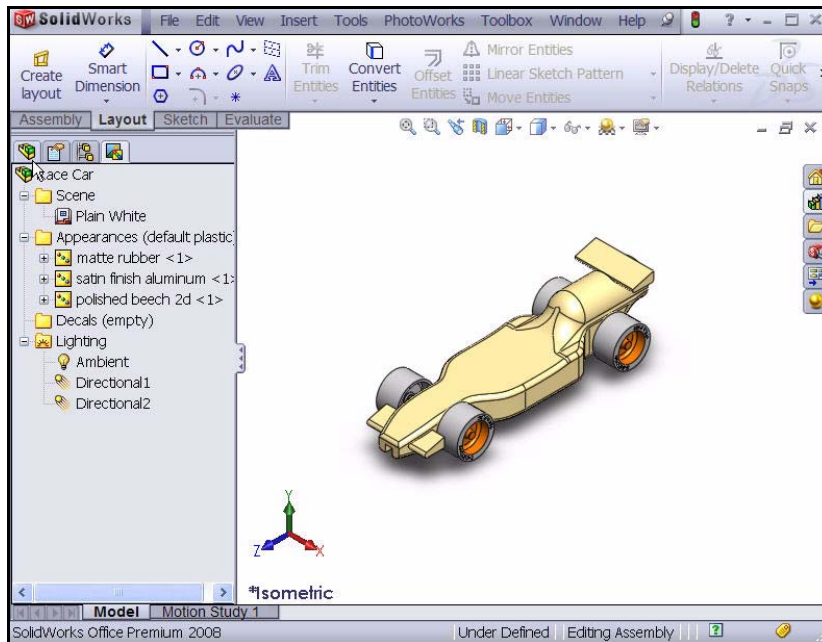 SolidWorks File Edit View Insert Tools PhotoWorks Toolbox Window Help ?
Create layout
Smart Dimension
Trim Entities
Convert Entities
Offset Entities
Mirror Entities
Linear Sketch Pattern
Move Entities
Display/Delete Relations
Quick Snaps
Assembly Layout Sketch Evaluate
ace Car
Scene
Plain White
Appearances (default plastic
matte rubber <1>
satin finish aluminum <1>
polished beech 2d <1>
Decals (empty)
Lighting
Ambient
Directional1
Directional2
Y
Z X
*Isometric
Model Motion Study 1
SolidWorks Office Premium 2008 Under Defined Editing Assembly ?